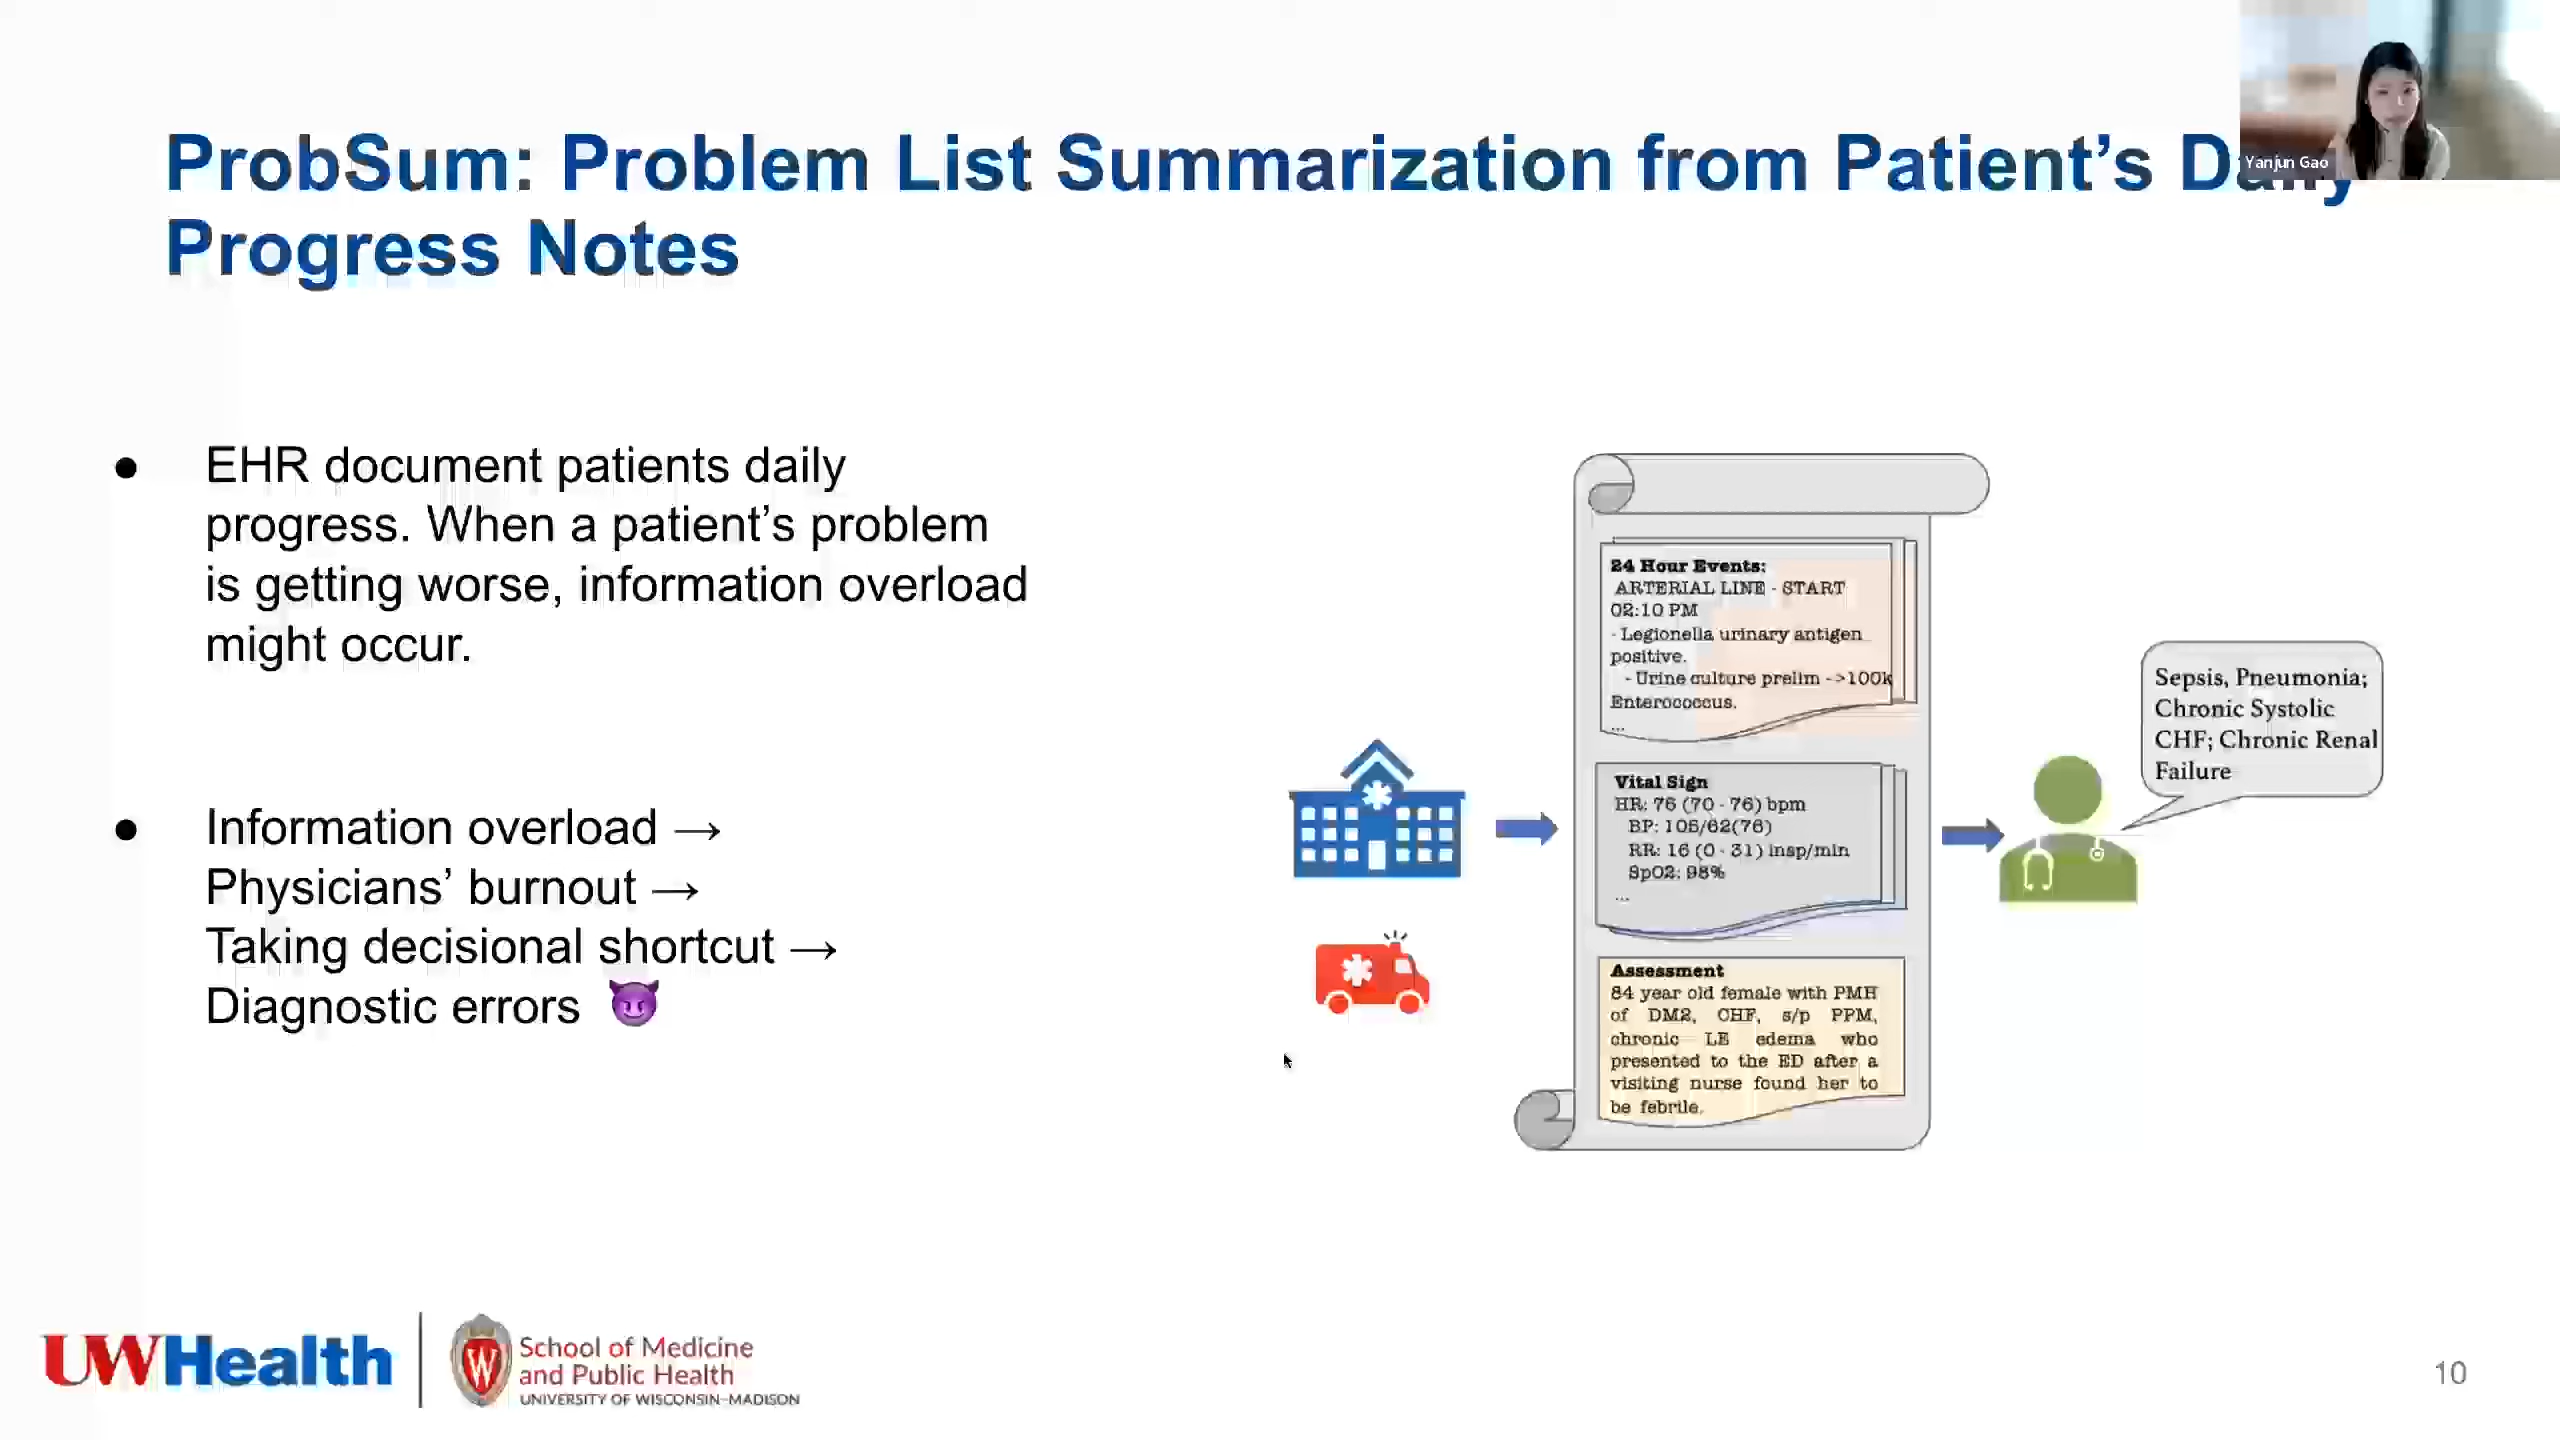 Yanjun Gao
ProbSum: Problem List Summarization from Patient’s Daily
Progress Notes
● EHR document patients daily
progress. When a patient’s problem
is getting worse, information overload
might occur.
● Information overload →
Physicians’ burnout →
Taking decisional shortcut →
Diagnostic errors 😈
24 Hour Events:
ARTERIAL LINE - START
02:10 PM
- Legionella urinary antigen
positive.
- Urine culture prelim ->100k
Enterococcus.
...
Vital Sign
HR: 76 (70 - 76) bpm
BP: 105/62(76)
RR: 16 (0 - 31) insp/min
SpO2: 98%
...
Assessment
84 year old female with PMH
of DM2, CHF, s/p PPM,
chronic LE edema who
presented to the ED after a
visiting nurse found her to
be febrile.
Sepsis, Pneumonia;
Chronic Systolic
CHF; Chronic Renal
Failure
UWHealth
W
School of Medicine
and Public Health
UNIVERSITY OF WISCONSIN–MADISON
10